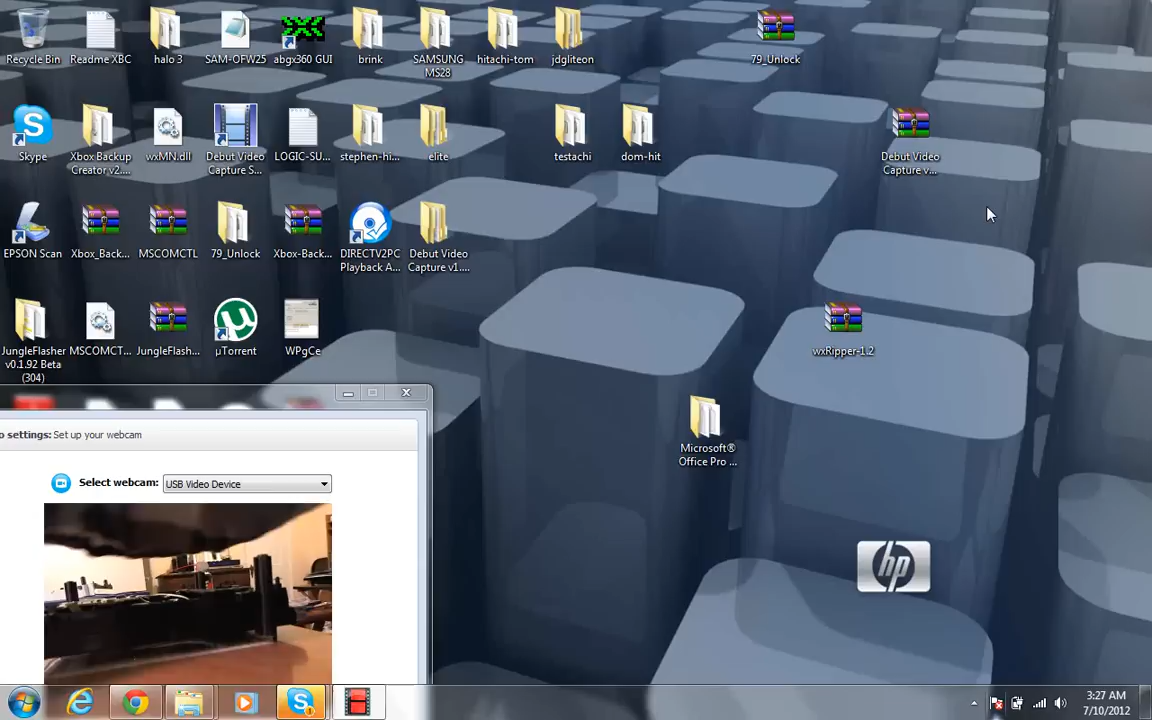 Recycle Bin
Readme XBC
halo 3
SAM-OFW25
abgx360 GUI
brink
SAMSUNG
MS28
hitachi-tom
jdgliteon
79_Unlock
S
Skype
Xbox Backup
Creator v2....
wxMN.dll
Debut Video
Capture S...
LOGIC-SU...
stephen-hi...
elite
testachi
dom-hit
Debut Video
Capture v...
EPSON Scan
Xbox_Back...
MSCOMCTL
79_Unlock
Xbox-Back...
DIRECTV2PC
Playback A...
Debut Video
Capture v1....
JungleFlasher
v0.1.92 Beta
(304)
MSCOMCT...
JungleFlash...
µTorrent
WPgCe
wxRipper-1.2
Microsoft®
Office Pro ...
o settings: Set up your webcam
Select webcam: USB Video Device
hp
3:27 AM
7/10/2012